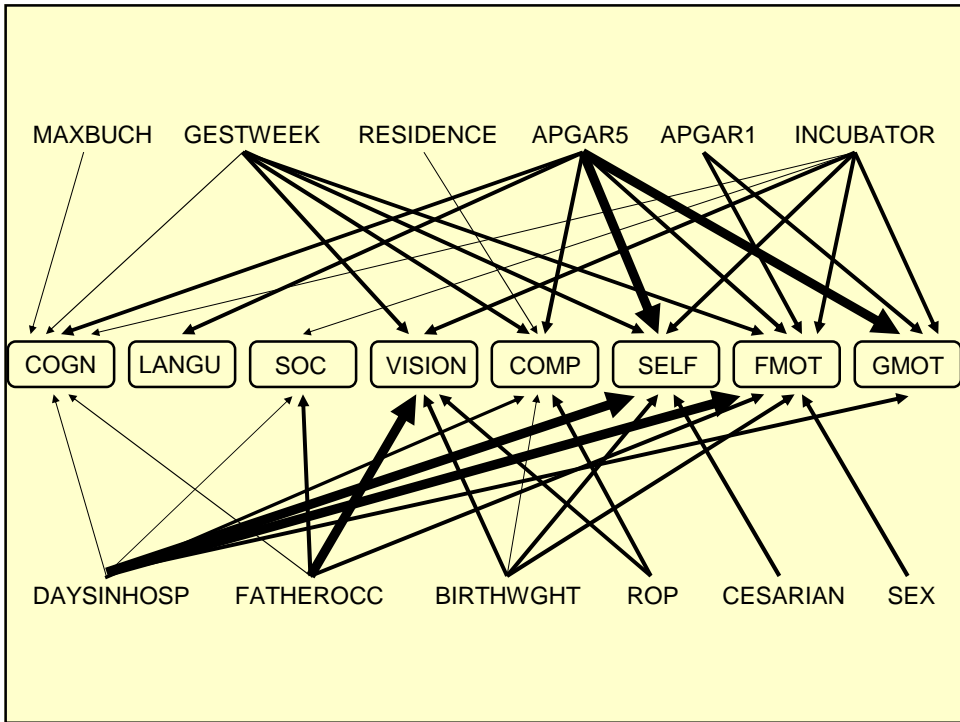 MAXBUCH GESTWEEK RESIDENCE APGAR5 APGAR1 INCUBATOR
COGN LANGU SOC VISION COMP SELF FMOT GMOT
DAYSINHOSP FATHEROCC BIRTHWGHT ROP CESARIAN SEX